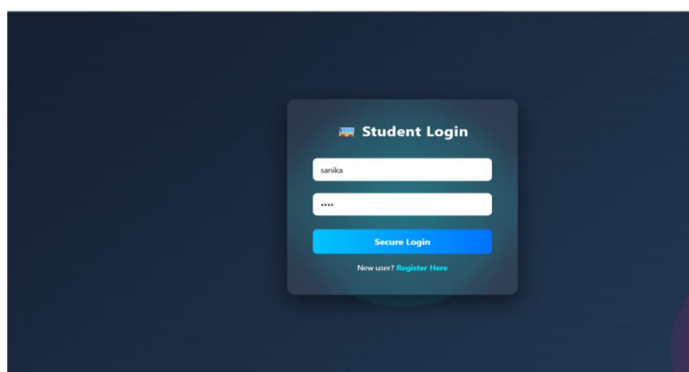 Student Login
sanika
••••
Secure Login
New user? Register Here